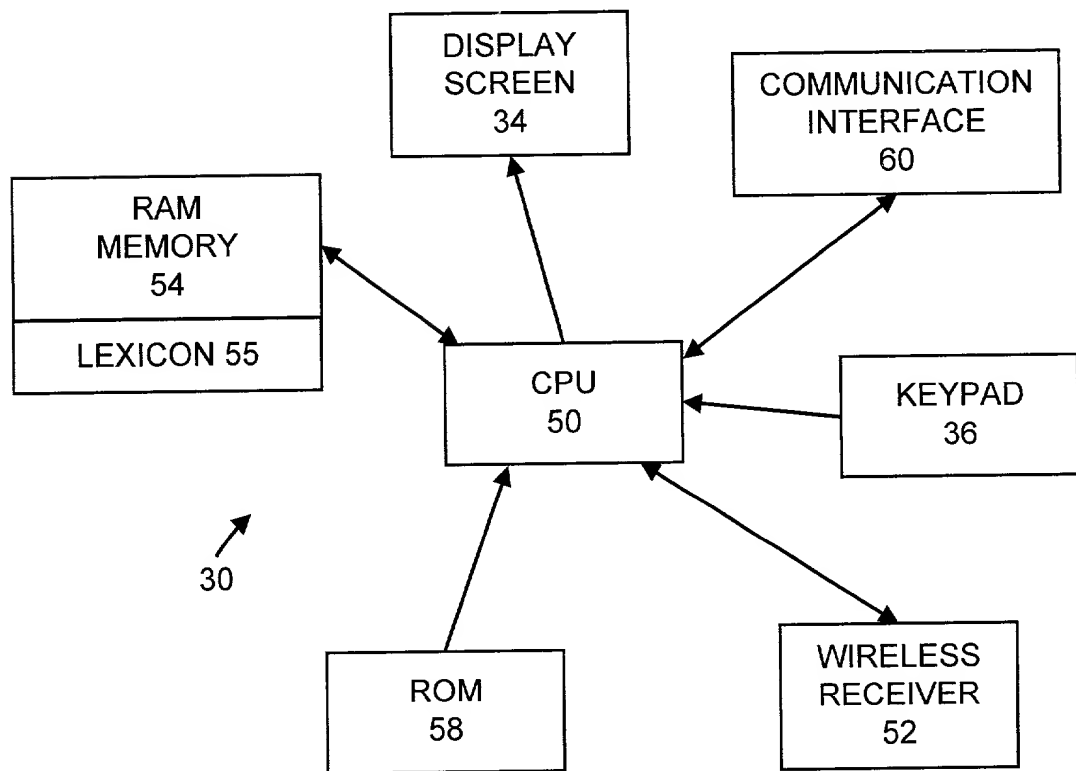 DISPLAY
SCREEN
34
COMMUNICATION
INTERFACE
60
RAM
MEMORY
54
LEXICON 55
CPU
50
KEYPAD
36
30
ROM
58
WIRELESS
RECEIVER
52